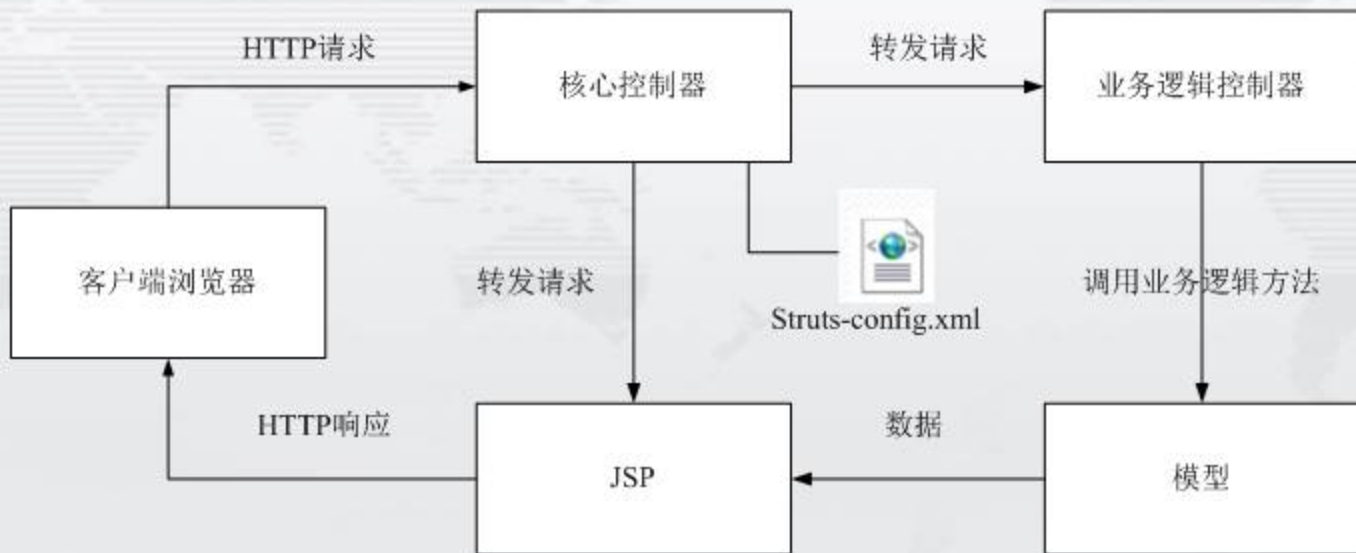 HTTP请求
转发请求
核心控制器
业务逻辑控制器
客户端浏览器
转发请求
调用业务逻辑方法
Struts-config.xml
HTTP响应
数据
JSP
模型